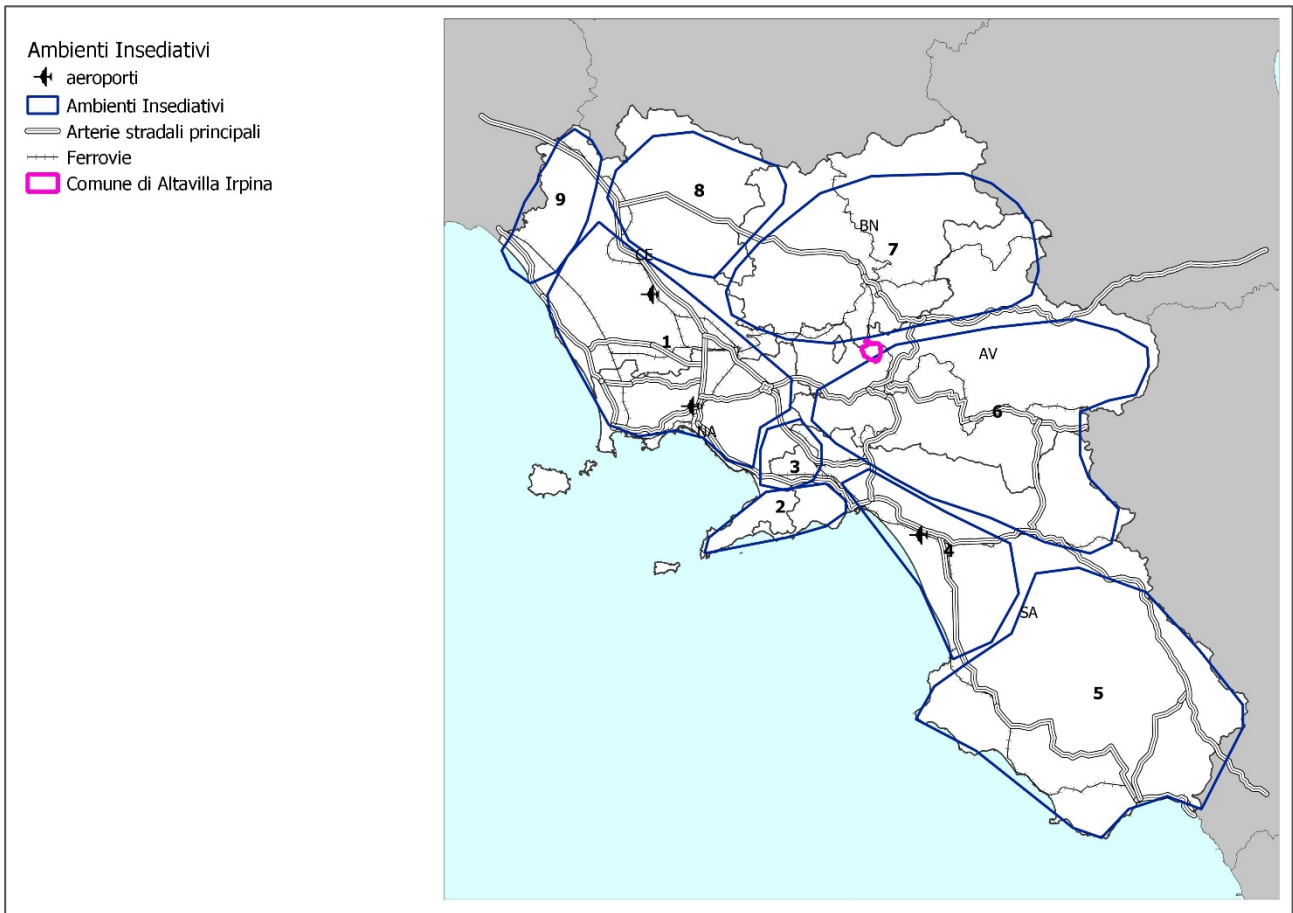 Ambienti Insediativi
aeroporti
Ambienti Insediativi
Arterie stradali principali
Ferrovie
Comune di Altavilla Irpina
9
8
BN
7
CE
1
AV
6
NA
3
2
4
SA
5